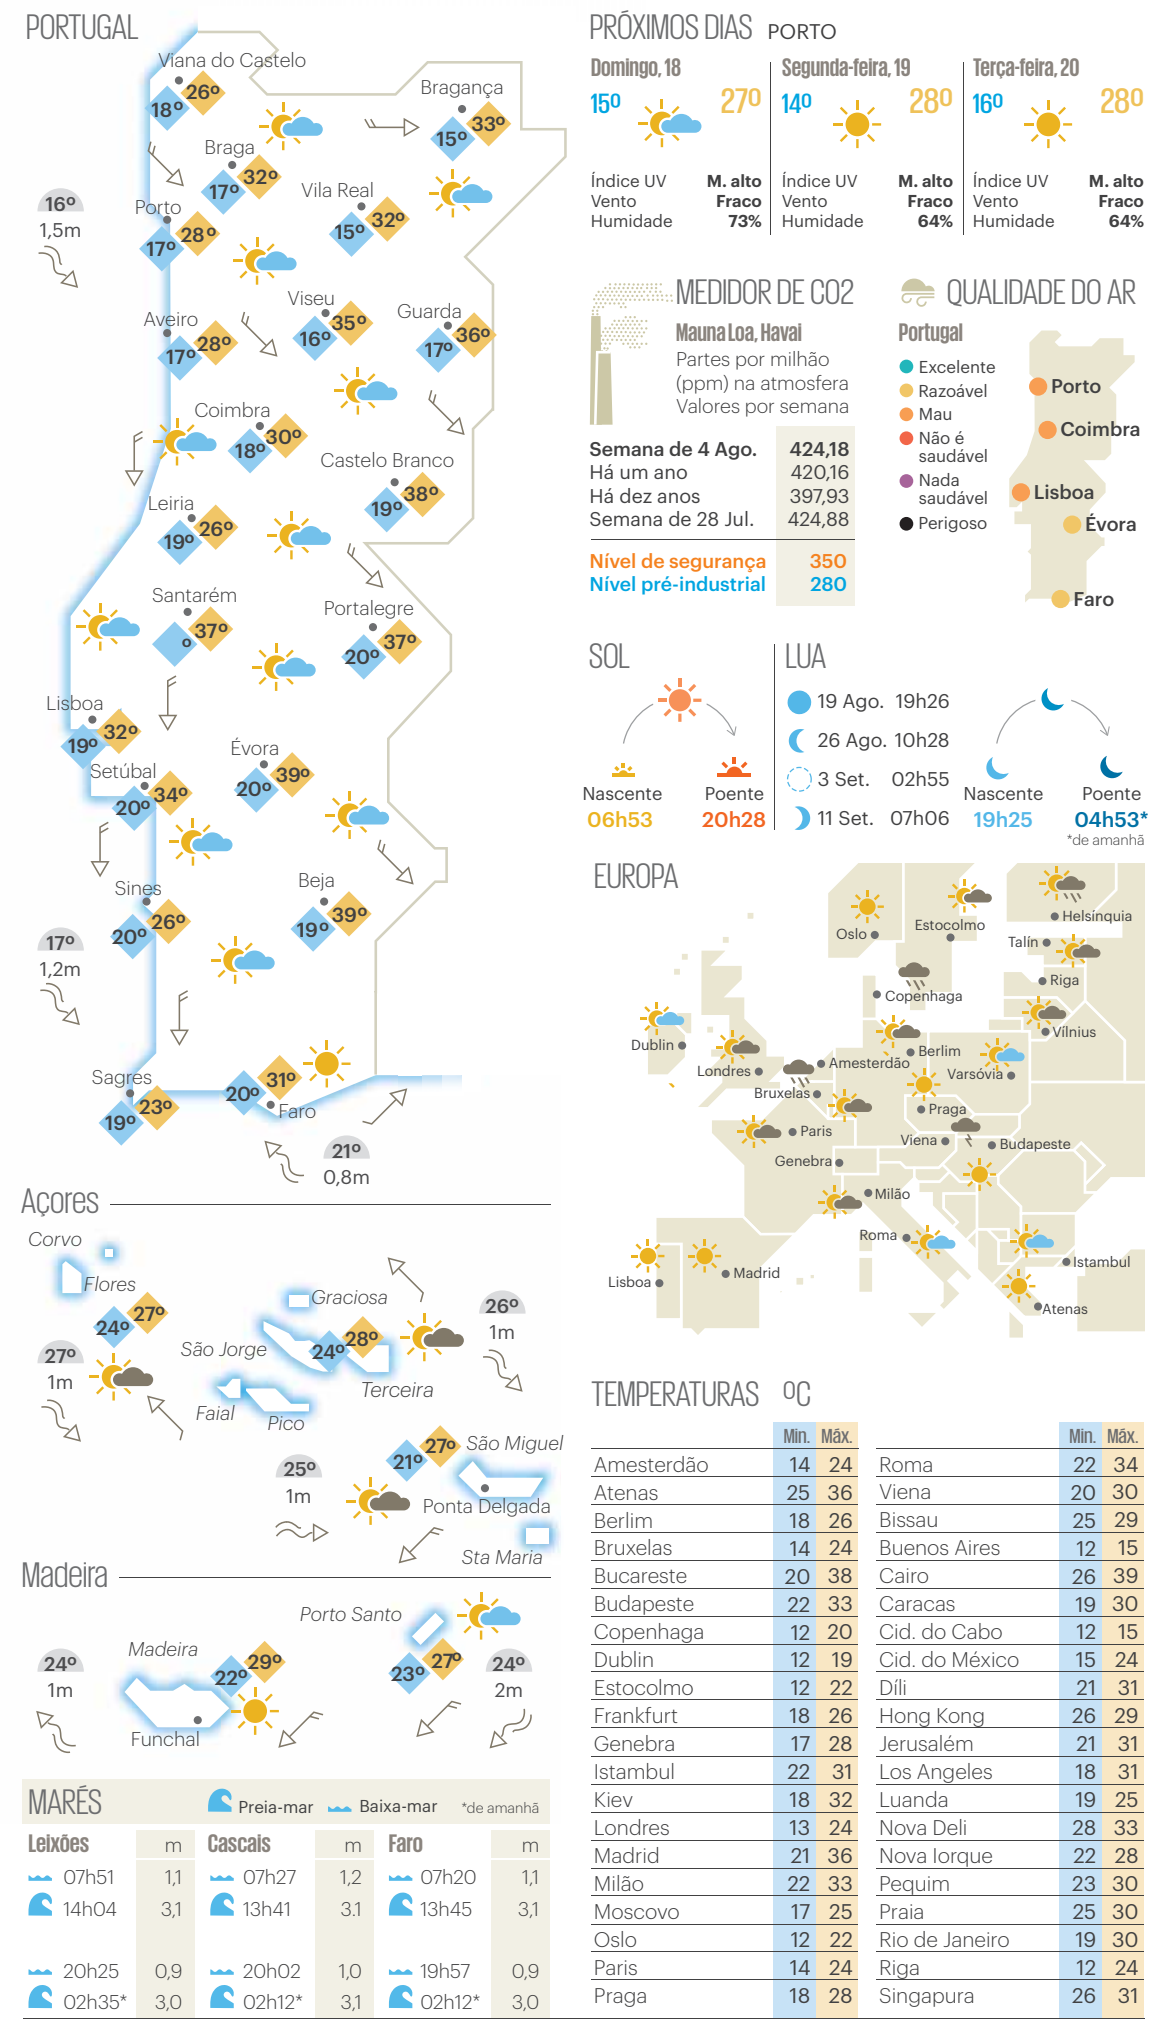 PORTUGAL
Viana do Castelo
18º 26º
Bragança
15º 33º
Braga
17º 32º
Vila Real
15º 32º
16º
1,5m
Porto
17º 28º
Viseu
16º 35º
Guarda
17º 36º
Aveiro
17º 28º
Coimbra
18º 30º
Castelo Branco
19º 38º
Leiria
19º 26º
Santarém
º 37º
Portalegre
20º 37º
Lisboa
19º 32º
Setúbal
20º 34º
Évora
20º 39º
Sines
20º 26º
Beja
19º 39º
17º
1,2m
Sagres
19º 23º
20º 31º
Faro
21º
0,8m
Açores
Corvo
Flores
24º 27º
27º
1m
Graciosa
São Jorge
24º 28º
Terceira
Faial
Pico
26º
1m
25º
1m
21º 27º
São Miguel
Ponta Delgada
Sta Maria
Madeira
Porto Santo
23º 27º
24º
2m
Madeira
22º 29º
Funchal
24º
1m
MARÉS Preia-mar Baixa-mar *de amanhã
Leixões m Cascais m Faro m
07h51 1,1 07h27 1,2 07h20 1,1
14h04 3,1 13h41 3.1 13h45 3,1
20h25 0,9 20h02 1,0 19h57 0,9
02h35* 3,0 02h12* 3,1 02h12* 3,0
PRÓXIMOS DIAS PORTO
Domingo, 18
15º 27º
Índice UV M. alto
Vento Fraco
Humidade 73%
Segunda-feira, 19
14º 28º
Índice UV M. alto
Vento Fraco
Humidade 64%
Terça-feira, 20
16º 28º
Índice UV M. alto
Vento Fraco
Humidade 64%
MEDIDOR DE CO2
Mauna Loa, Havai
Partes por milhão
(ppm) na atmosfera
Valores por semana
Semana de 4 Ago. 424,18
Há um ano 420,16
Há dez anos 397,93
Semana de 28 Jul. 424,88
Nível de segurança 350
Nível pré-industrial 280
QUALIDADE DO AR
Portugal
Excelente
Razoável
Mau
Não é
saudável
Nada
saudável
Perigoso
Porto
Coimbra
Lisboa
Évora
Faro
SOL
Nascente
06h53
Poente
20h28
LUA
19 Ago. 19h26
26 Ago. 10h28
3 Set. 02h55
11 Set. 07h06
Nascente
19h25
Poente
04h53*
*de amanhã
EUROPA
Helsínquia
Estocolmo
Oslo
Talín
Riga
Copenhaga
Vílnius
Dublin
Berlim
Amesterdão
Londres
Varsóvia
Bruxelas
Praga
Paris
Viena
Budapeste
Genebra
Milão
Roma
Istambul
Madrid
Lisboa
Atenas
TEMPERATURAS ºC
Min. Máx.
Amesterdão 14 24
Atenas 25 36
Berlim 18 26
Bruxelas 14 24
Bucareste 20 38
Budapeste 22 33
Copenhaga 12 20
Dublin 12 19
Estocolmo 12 22
Frankfurt 18 26
Genebra 17 28
Istambul 22 31
Kiev 18 32
Londres 13 24
Madrid 21 36
Milão 22 33
Moscovo 17 25
Oslo 12 22
Paris 14 24
Praga 18 28
Min. Máx.
Roma 22 34
Viena 20 30
Bissau 25 29
Buenos Aires 12 15
Cairo 26 39
Caracas 19 30
Cid. do Cabo 12 15
Cid. do México 15 24
Díli 21 31
Hong Kong 26 29
Jerusalém 21 31
Los Angeles 18 31
Luanda 19 25
Nova Deli 28 33
Nova Iorque 22 28
Pequim 23 30
Praia 25 30
Rio de Janeiro 19 30
Riga 12 24
Singapura 26 31